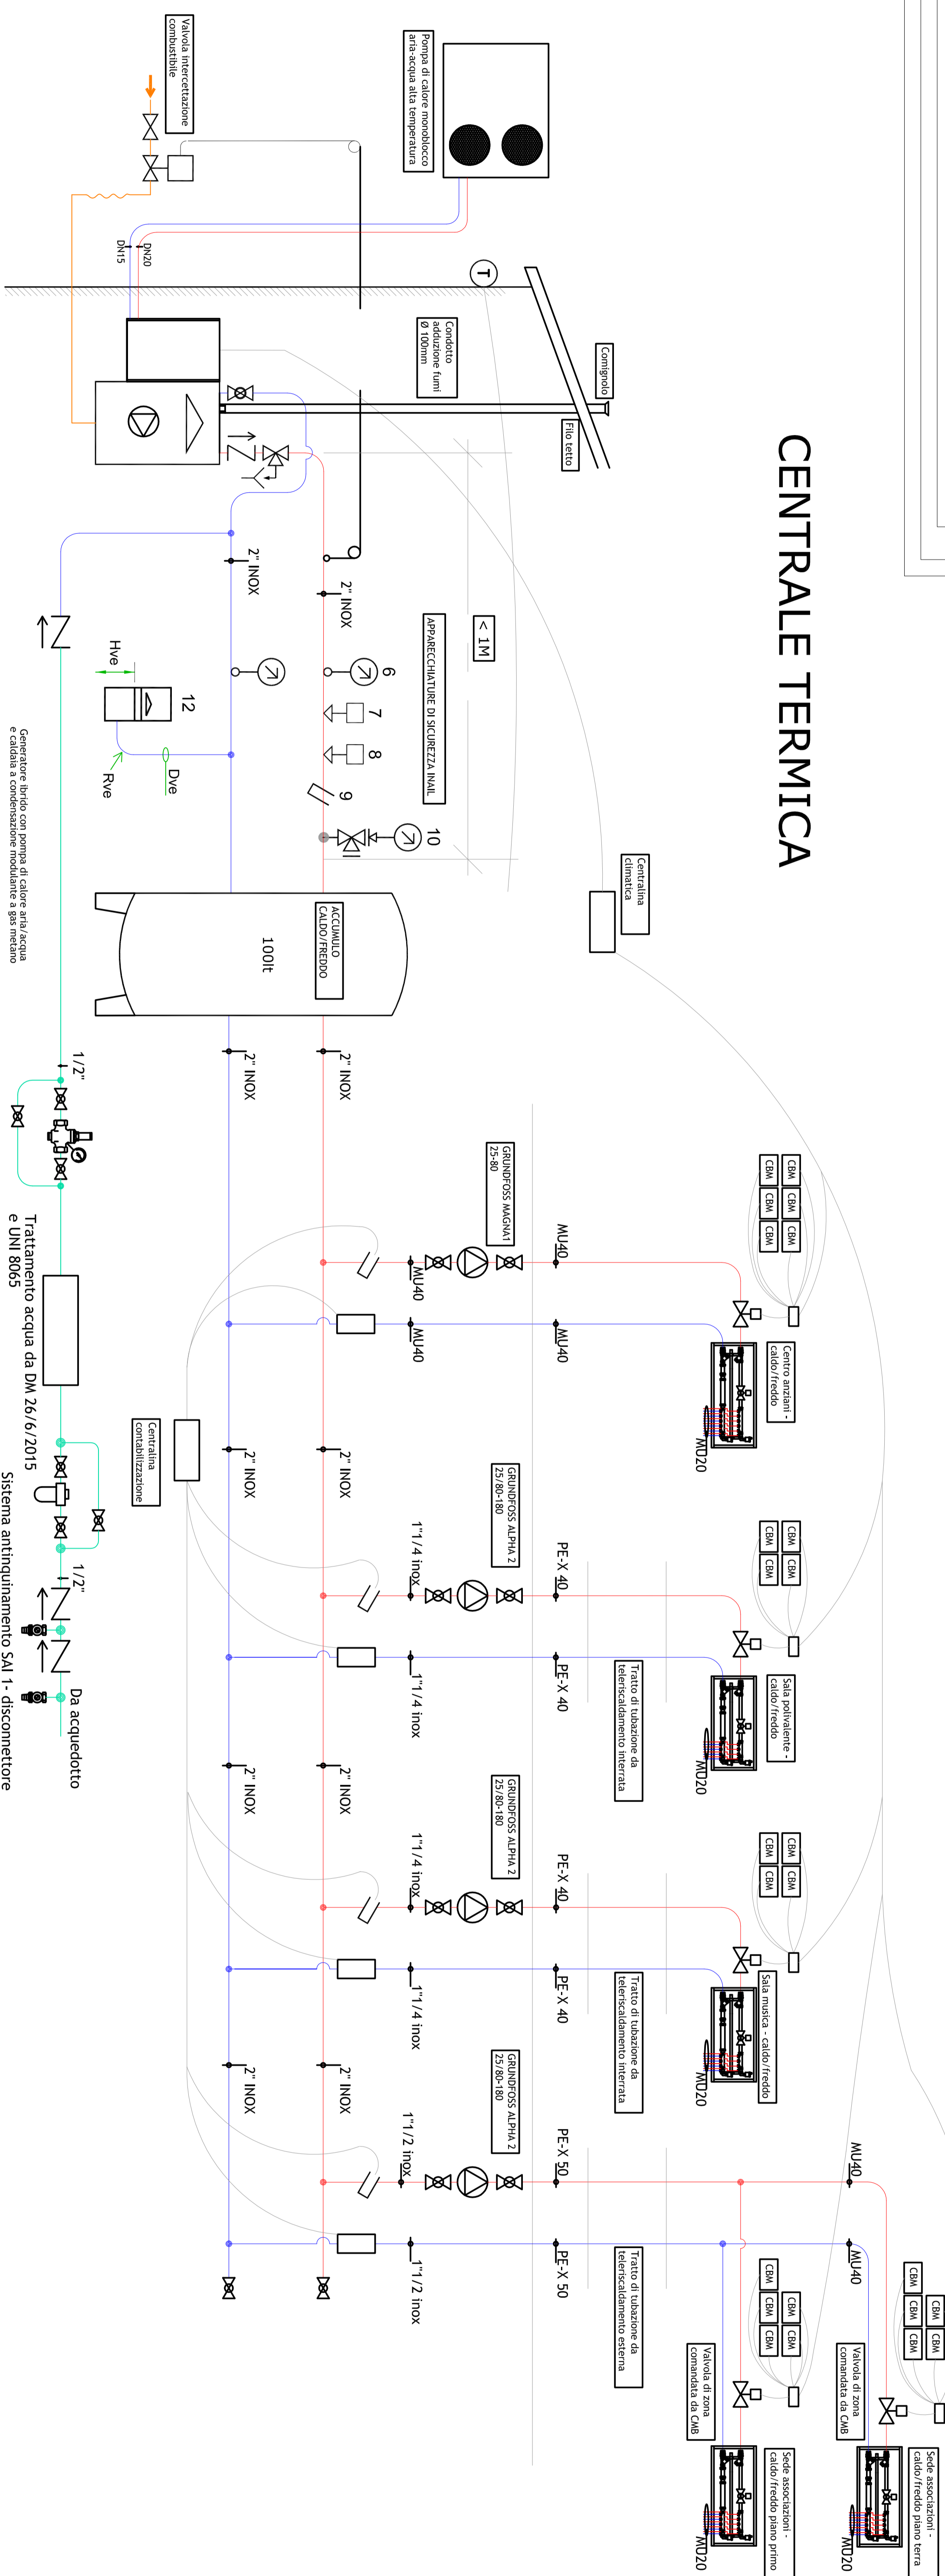 CENTRALE TERMICA
Valvola intercettazione
combustibile
Pompa di calore monoblocco
aria-acqua alta temperatura
DN15
DN20
T
Condotto
adduzione fumi
Ø 100mm
Comignolo
Filo tetto
2" INOX
2" INOX
< 1M
APPARECCHIATURE DI SICUREZZA INAIL
6
7
8
9
10
12
Hve
Rve
Dve
Generatore ibrido con pompa di calore aria/acqua
e caldaia a condensazione modulante a gas metano
Centralina
climatica
ACCUMULO
CALDO/FREDDO
100lt
2" INOX
2" INOX
1/2"
Trattamento acqua da DM 26/6/2015
e UNI 8065
Centralina
contabilizzazione
1/2"
Da acquedotto
Sistema antinquinamento SAI 1- disconnettore
GRUNDFOSS MAGNA1
25-80
MU40
MU40
MU40
MU40
CBM
CBM
CBM
CBM
CBM
CBM
Centro anziani -
caldo/freddo
MU20
2" INOX
2" INOX
GRUNDFOSS ALPHA 2
25/80-180
1"1/4 inox
1"1/4 inox
PE-X 40
PE-X 40
Tratto di tubazione da
teleriscaldamento interrata
CBM
CBM
CBM
CBM
Sala polivalente -
caldo/freddo
MU20
2" INOX
2" INOX
GRUNDFOSS ALPHA 2
25/80-180
1"1/4 inox
1"1/4 inox
PE-X 40
PE-X 40
Tratto di tubazione da
teleriscaldamento interrata
CBM
CBM
CBM
CBM
Sala musica - caldo/freddo
MU20
2" INOX
2" INOX
GRUNDFOSS ALPHA 2
25/80-180
1"1/2 inox
1"1/2 inox
PE-X 50
PE-X 50
Tratto di tubazione da
teleriscaldamento esterna
MU40
MU40
CBM
CBM
CBM
CBM
CBM
Valvola di zona
comandata da CMB
Sede associazioni -
caldo/freddo piano primo
MU20
CBM
CBM
CBM
CBM
CBM
Valvola di zona
comandata da CMB
Sede associazioni -
caldo/freddo piano terra
MU20